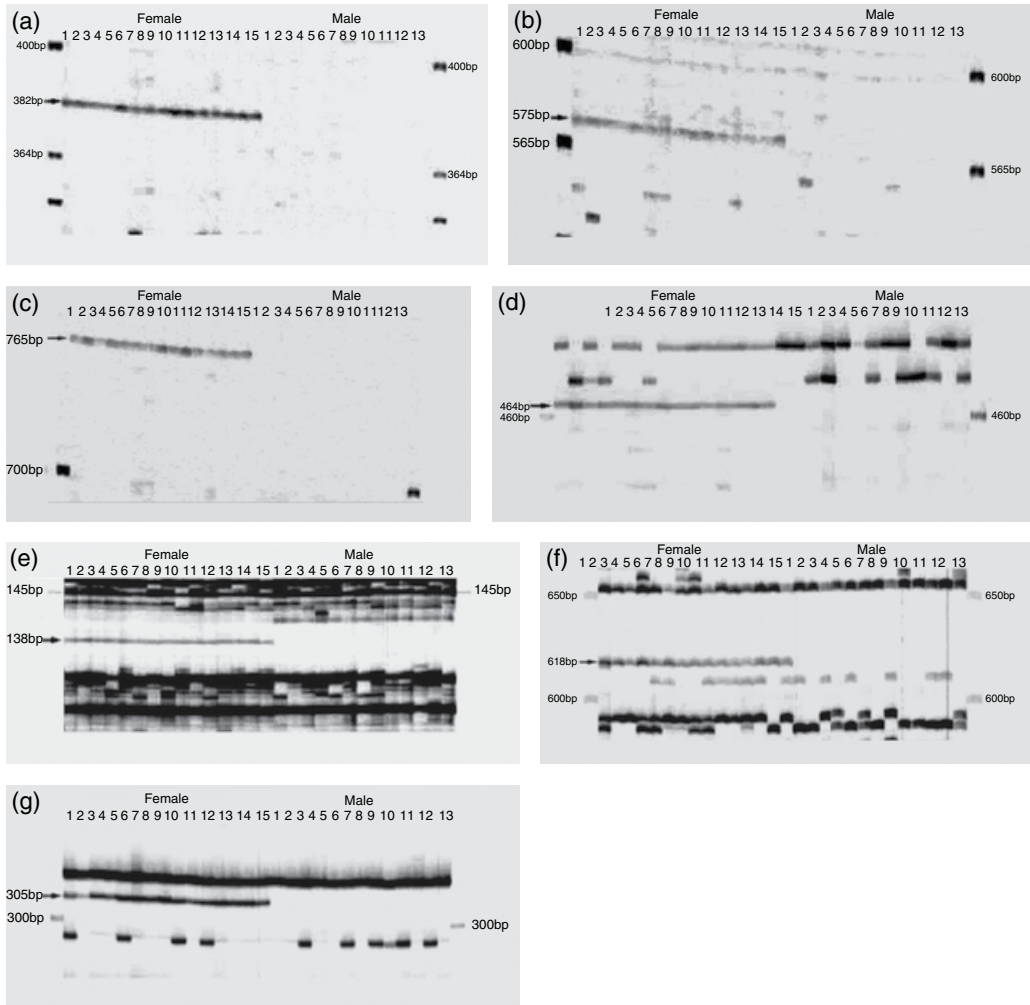 (a)
Female Male
1 2 3 4 5 6 7 8 9 10 11 12 13 15 1 2 3 4 5 6 7 8 9 10 11 13
400bp
400bp
382bp
364bp
364bp
(b)
Female Male
1 2 3 4 5 6 7 8 9 10 11 12 13 14 15 1 2 3 4 5 6 7 8 9 10 11 12 13
600bp
600bp
575bp
565bp
565bp
(c)
Female Male
1 2 3 4 5 6 7 8 9 10 11 12 13 14 15 1 2 3 4 5 6 7 8 9 10 11 12 13
765bp
700bp
(d)
Female Male
1 2 3 4 5 6 7 8 9 10 11 12 13 14 15 1 2 3 4 5 6 7 8 9 10 11 12 13
464bp
460bp
460bp
(e)
Female Male
1 2 3 4 5 6 7 8 9 10 11 12 13 14 15 1 2 3 4 5 6 7 8 9 10 11 12 13
145bp
145bp
138bp
(f)
Female Male
1 2 3 4 5 6 7 8 9 10 11 12 13 14 15 1 2 3 4 5 6 7 8 9 10 11 12 13
650bp
650bp
618bp
600bp
600bp
(g)
Female Male
1 2 3 4 5 6 7 8 9 10 11 12 13 15 1 2 3 4 5 6 7 8 9 10 11 12 13
305bp
300bp
300bp